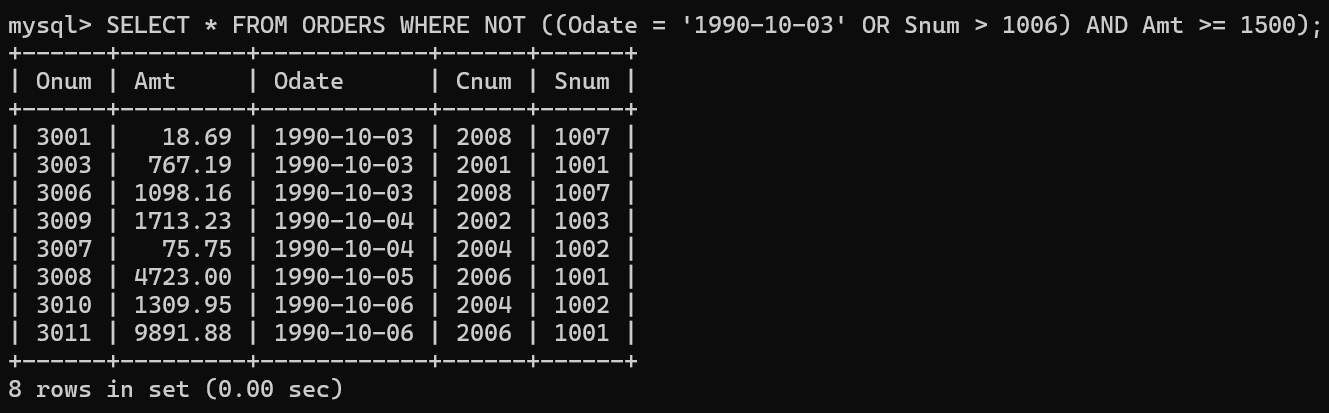 mysql> SELECT * FROM ORDERS WHERE NOT ((Odate = '1990-10-03' OR Snum > 1006) AND Amt >= 1500);
+------+---------+------------+------+------+
| Onum | Amt     | Odate      | Cnum | Snum |
+------+---------+------------+------+------+
| 3001 |   18.69 | 1990-10-03 | 2008 | 1007 |
| 3003 |  767.19 | 1990-10-03 | 2001 | 1001 |
| 3006 | 1098.16 | 1990-10-03 | 2008 | 1007 |
| 3009 | 1713.23 | 1990-10-04 | 2002 | 1003 |
| 3007 |   75.75 | 1990-10-04 | 2004 | 1002 |
| 3008 | 4723.00 | 1990-10-05 | 2006 | 1001 |
| 3010 | 1309.95 | 1990-10-06 | 2004 | 1002 |
| 3011 | 9891.88 | 1990-10-06 | 2006 | 1001 |
+------+---------+------------+------+------+
8 rows in set (0.00 sec)